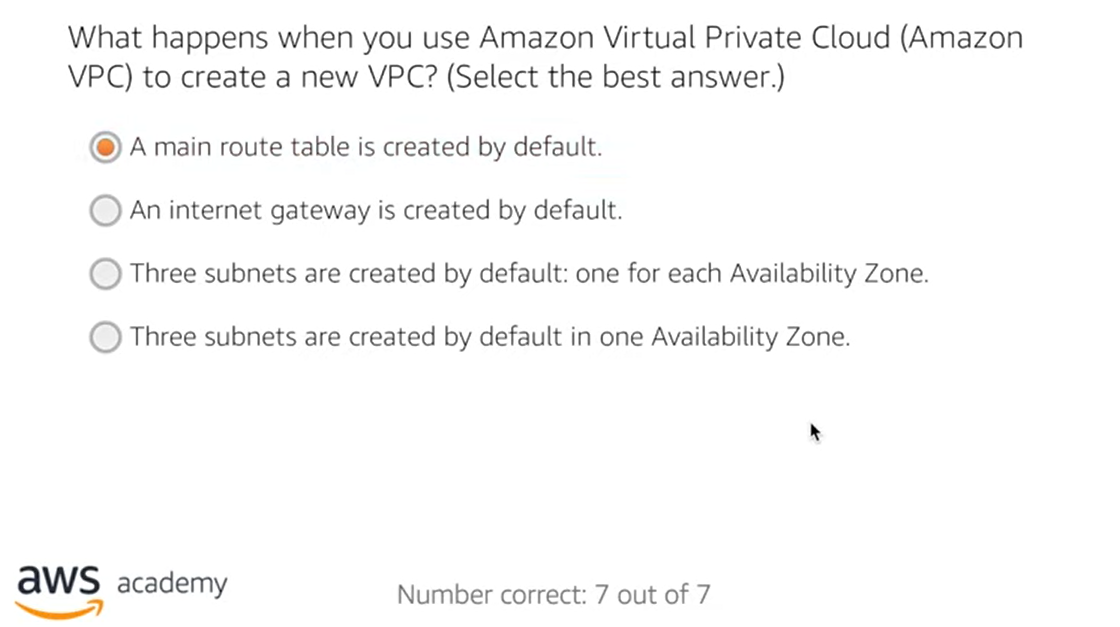 What happens when you use Amazon Virtual Private Cloud (Amazon
VPC) to create a new VPC? (Select the best answer.)
A main route table is created by default.
An internet gateway is created by default.
Three subnets are created by default: one for each Availability Zone.
Three subnets are created by default in one Availability Zone.
aws academy
Number correct: 7 out of 7